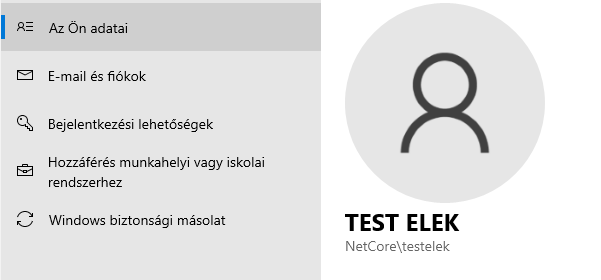 Az Ön adatai
E-mail és fiókok
Bejelentkezési lehetőségek
Hozzáférés munkahelyi vagy iskolai
rendszerhez
Windows biztonsági másolat
TEST ELEK
NetCore\testelek